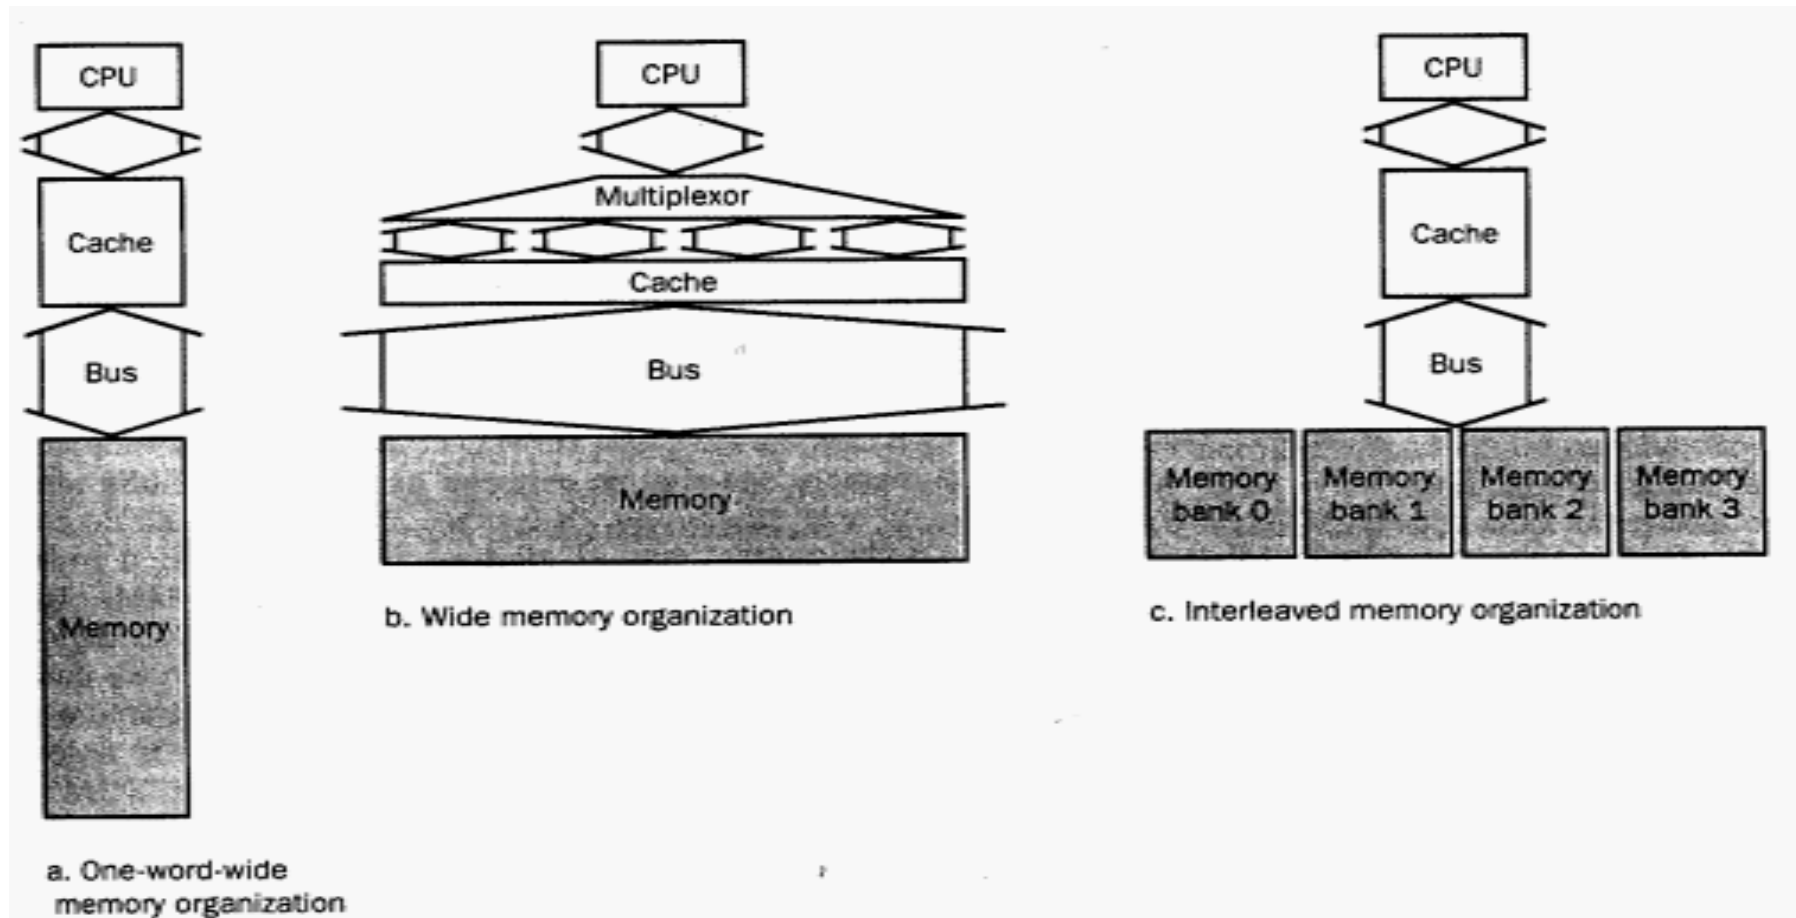 CPU
Cache
Bus
Memory
a. One-word-wide
memory organization
CPU
Multiplexor
Cache
Bus
Memory
b. Wide memory organization
CPU
Cache
Bus
Memory
bank 0
Memory
bank 1
Memory
bank 2
Memory
bank 3
c. Interleaved memory organization